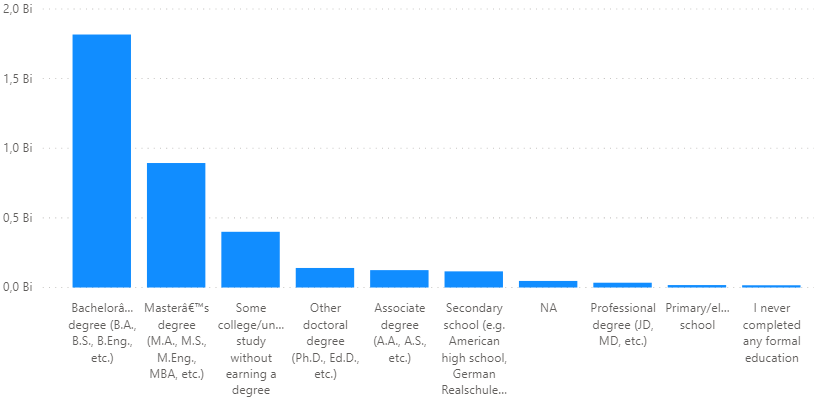 2,0 Bi
1,5 Bi
1,0 Bi
0,5 Bi
0,0 Bi
Bachelorâ...
degree (B.A.,
B.S., B.Eng.,
etc.)
Masterâ€™s
degree
(M.A., M.S.,
M.Eng.,
MBA, etc.)
Some
college/un...
study
without
earning a
degree
Other
doctoral
degree
(Ph.D., Ed.D.,
etc.)
Associate
degree
(A.A., A.S.,
etc.)
Secondary
school (e.g.
American
high school,
German
Realschule...
NA
Professional
degree (JD,
MD, etc.)
Primary/el...
school
I never
completed
any formal
education